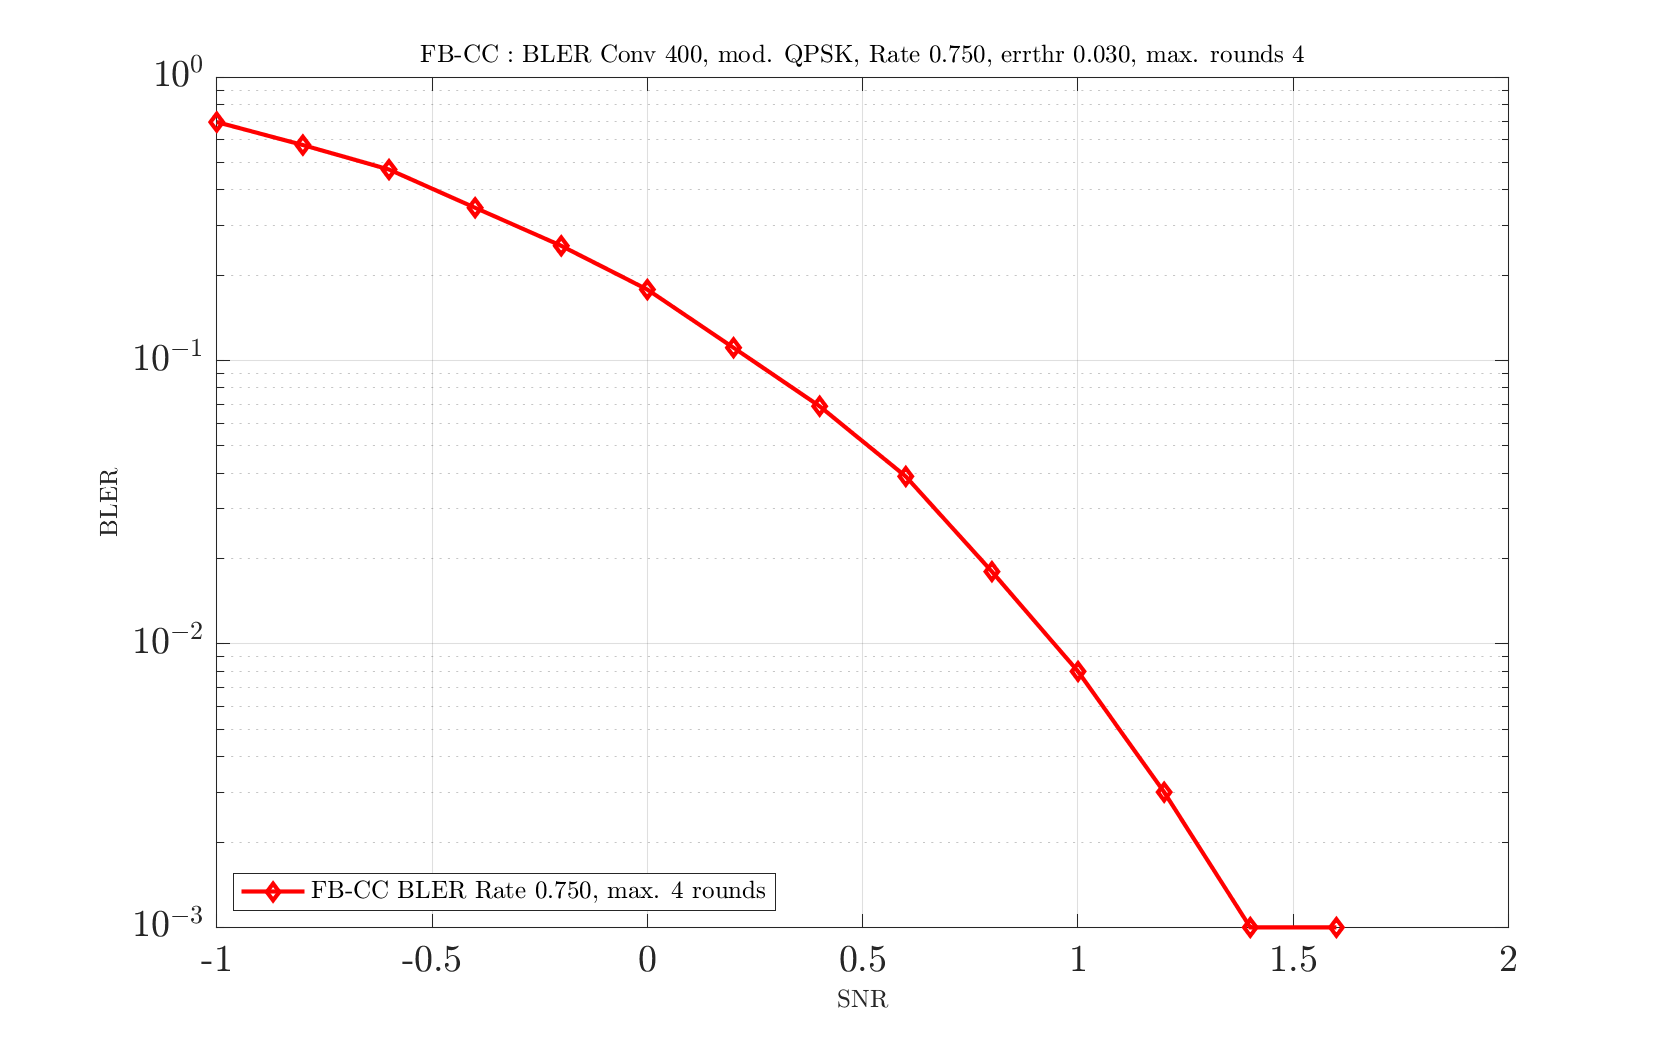 FB-CC : BLER Conv 400, mod. QPSK, Rate 0.750, errthr 0.030, max. rounds 4
10^0
10^-1
10^-2
10^-3
BLER
FB-CC BLER Rate 0.750, max. 4 rounds
-1 -0.5 0 0.5 1 1.5 2
SNR